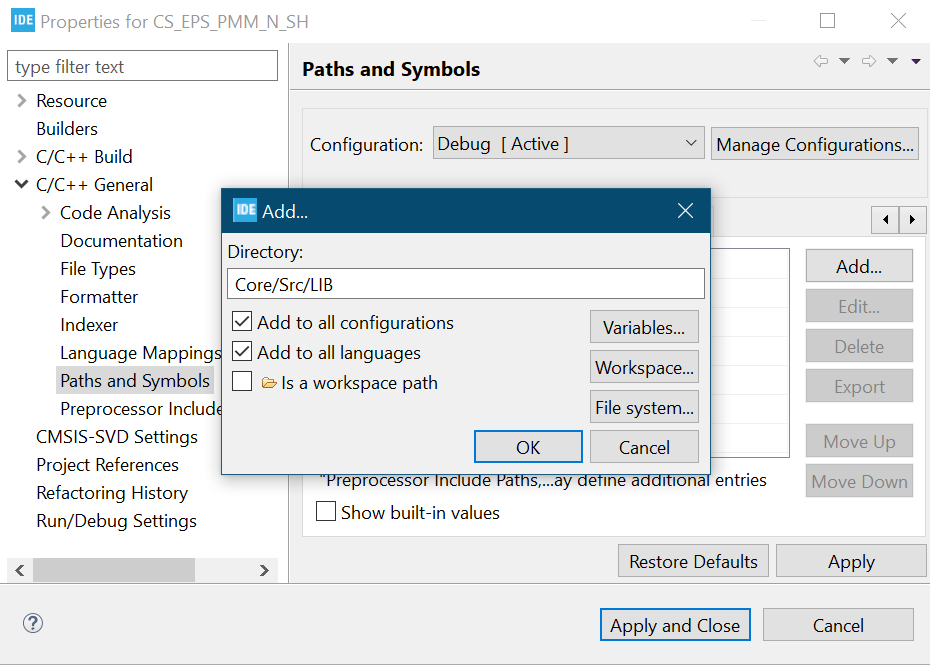 IDE Properties for CS_EPS_PMM_N_SH
type filter text
Resource
Builders
C/C++ Build
C/C++ General
Code Analysis
Documentation
File Types
Formatter
Indexer
Language Mappings
Paths and Symbols
Preprocessor Include
CMSIS-SVD Settings
Project References
Refactoring History
Run/Debug Settings
Paths and Symbols
Configuration: Debug [ Active ] Manage Configurations...
IDE Add...
Directory:
Core/Src/LIB
Add to all configurations
Add to all languages
Is a workspace path
Variables...
Workspace...
File system...
OK Cancel
Add...
Edit...
Delete
Export
Move Up
Move Down
"Preprocessor Include Paths,...ay define additional entries
Show built-in values
Restore Defaults Apply
? Apply and Close Cancel